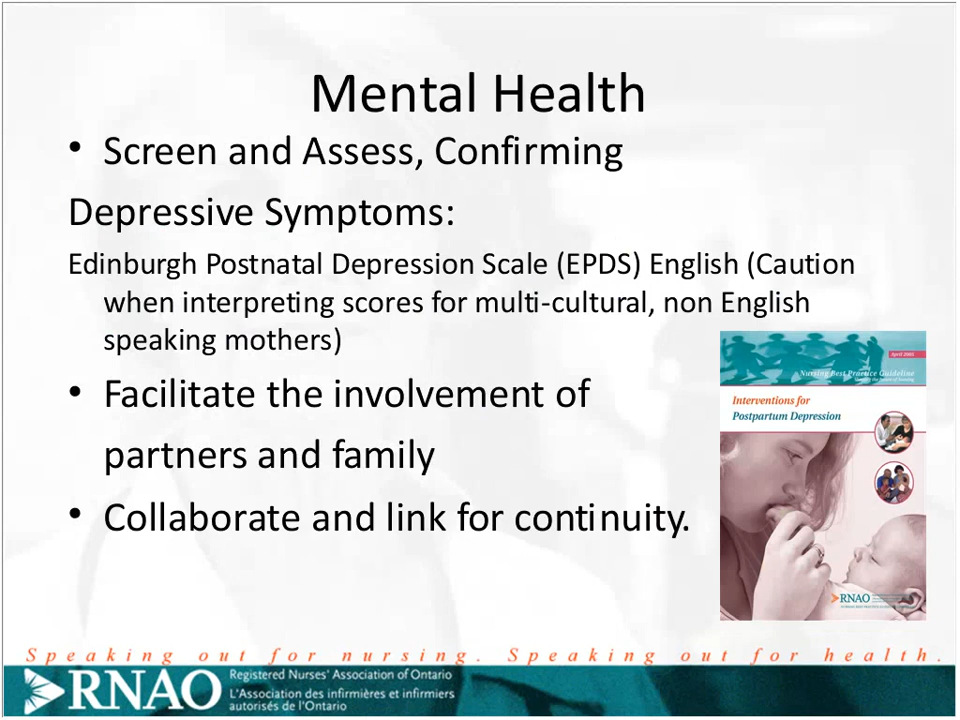 Mental Health
• Screen and Assess, Confirming
Depressive Symptoms:
Edinburgh Postnatal Depression Scale (EPDS) English (Caution
when interpreting scores for multi-cultural, non English
speaking mothers)
• Facilitate the involvement of
partners and family
• Collaborate and link for continuity.
April 2005
Nursing Best Practice Guideline
Interventions for
Postpartum Depression
RNAO
Speaking out for nursing. Speaking out for health.
RNAO
Registered Nurses' Association of Ontario
L'Association des infirmières et infirmiers
autorisés de l'Ontario